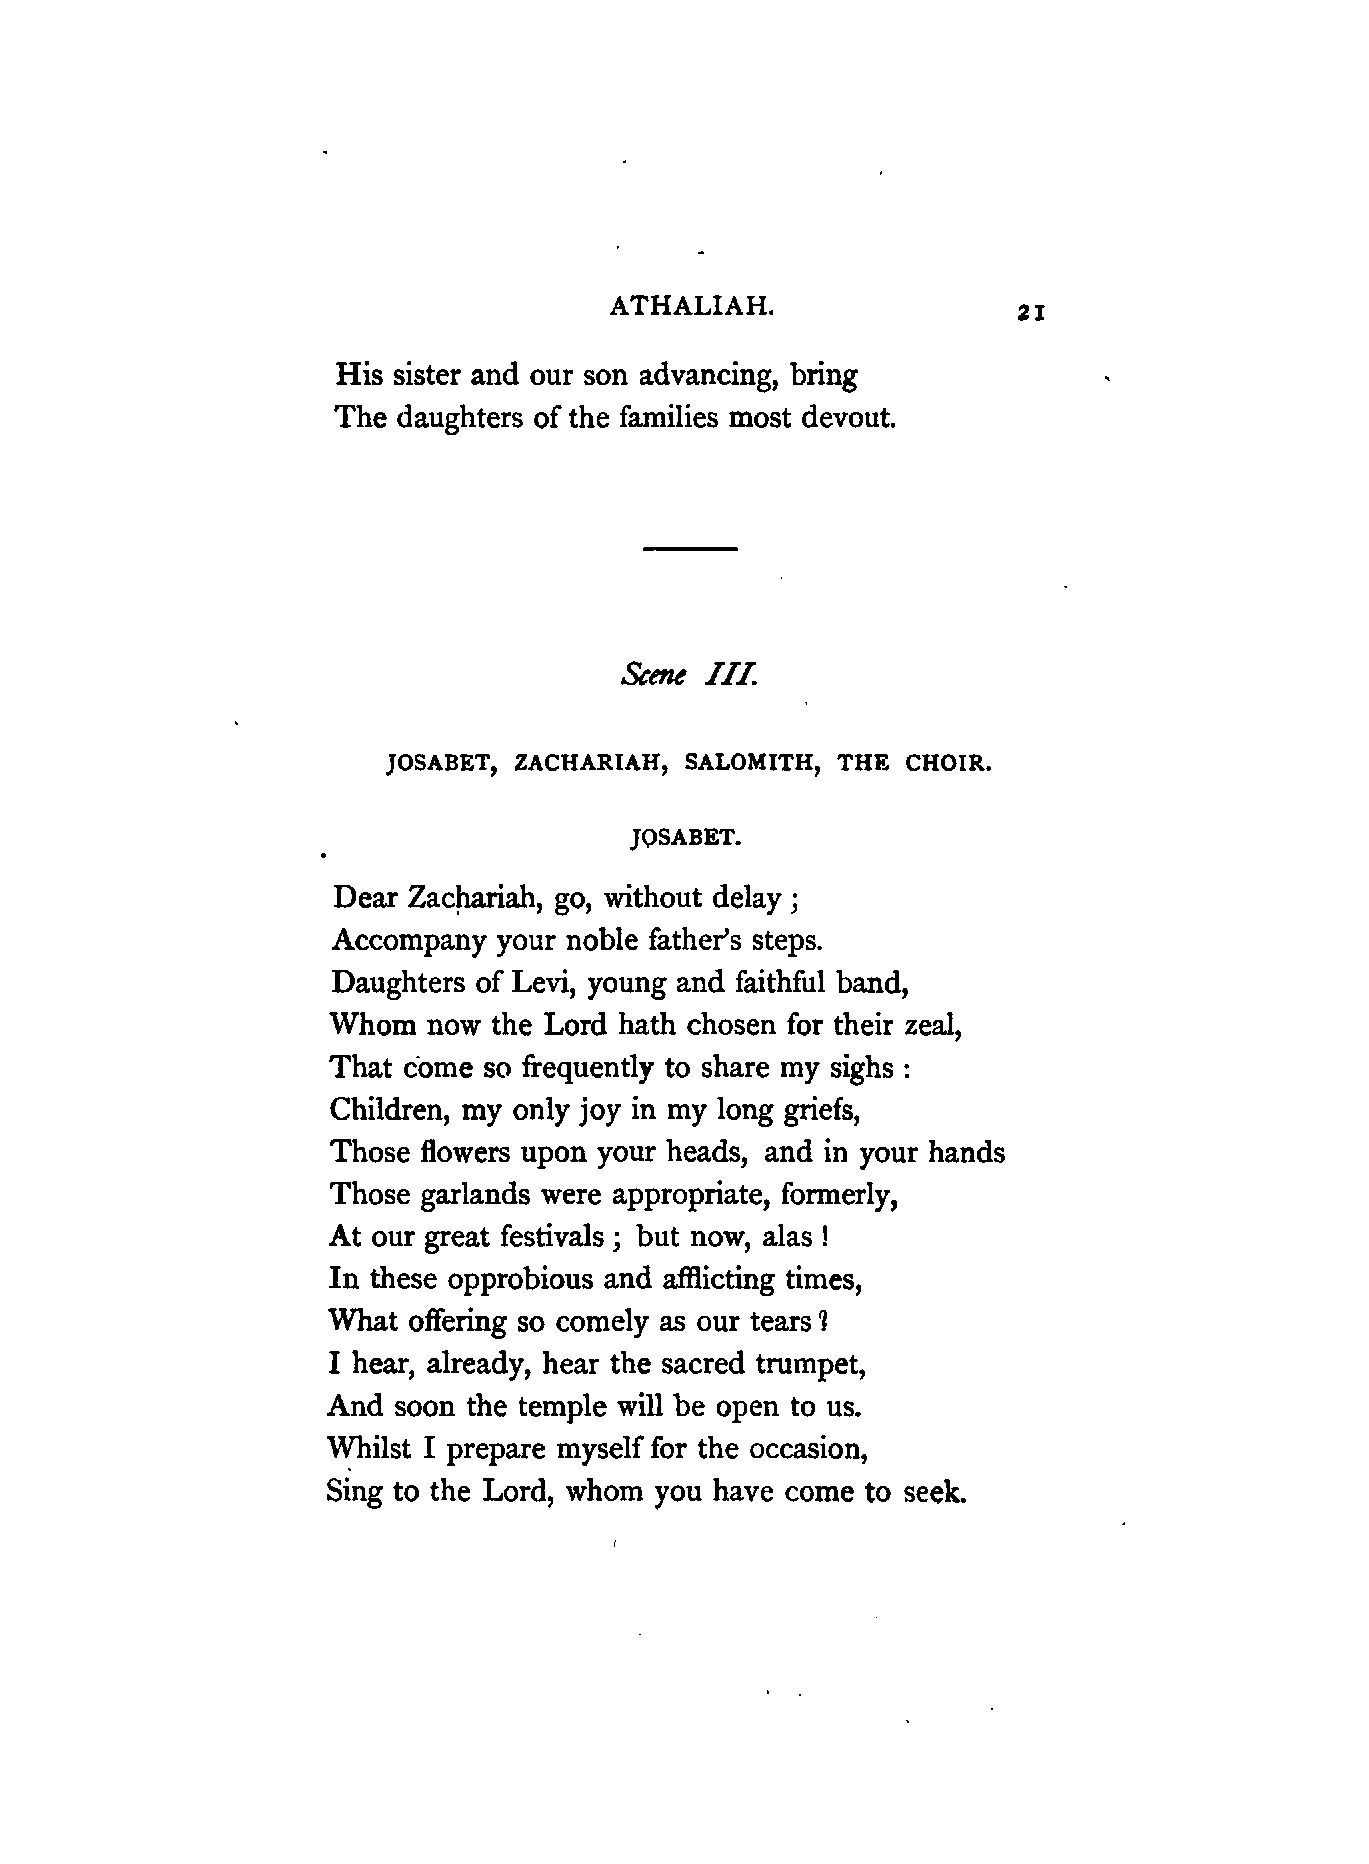 ATHALIAH. 21
His sister and our son advancing, bring
The daughters of the families most devout.
Scene III.
JOSABET, ZACHARIAH, SALOMITH, THE CHOIR.
JOSABET.
Dear Zachariah, go, without delay ;
Accompany your noble father's steps.
Daughters of Levi, young and faithful band,
Whom now the Lord hath chosen for their zeal,
That come so frequently to share my sighs :
Children, my only joy in my long griefs,
Those flowers upon your heads, and in your hands
Those garlands were appropriate, formerly,
At our great festivals ; but now, alas !
In these opprobious and afflicting times,
What offering so comely as our tears ?
I hear, already, hear the sacred trumpet,
And soon the temple will be open to us.
Whilst I prepare myself for the occasion,
Sing to the Lord, whom you have come to seek.